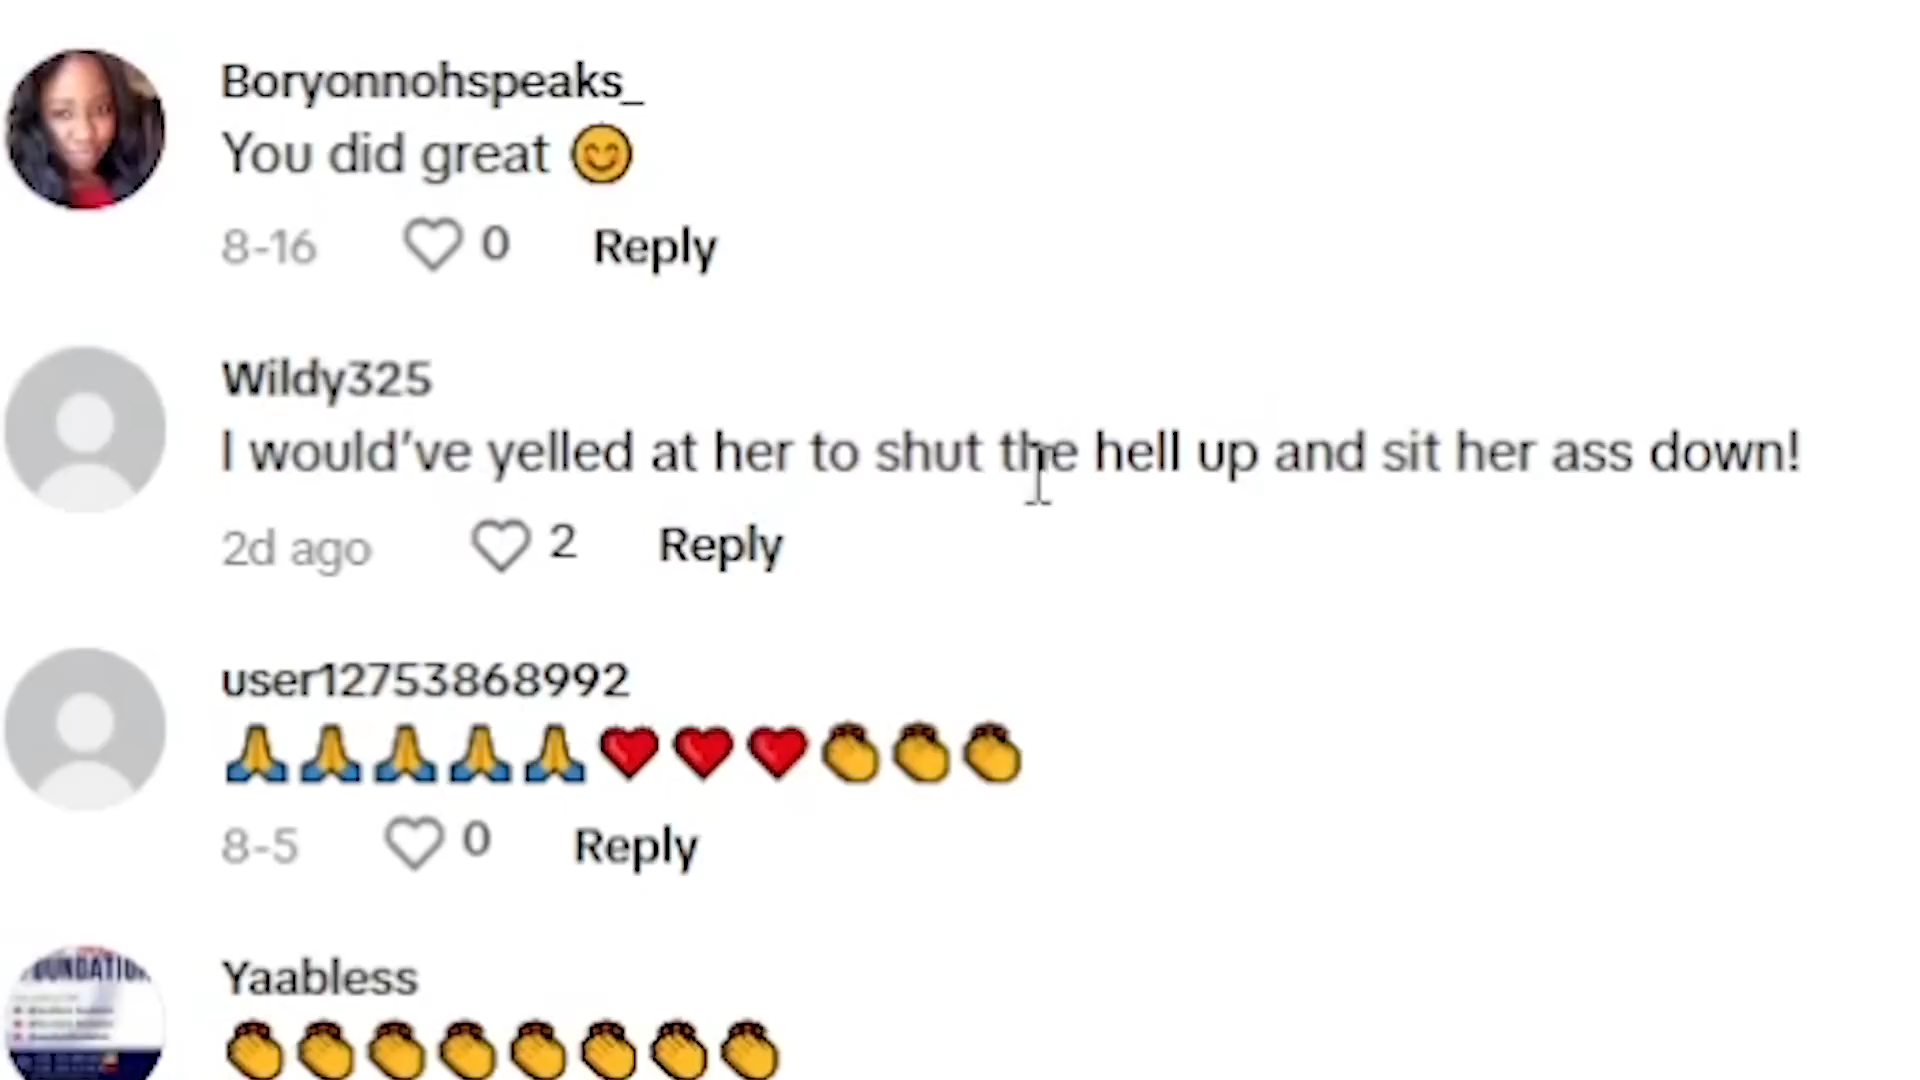 Boryonnohspeaks_
You did great 😊
8-16 0 Reply
Wildy325
I would've yelled at her to shut the hell up and sit her ass down!
2d ago 2 Reply
user12753868992
🙏🙏🙏🙏🙏❤️❤️❤️👏👏👏
8-5 0 Reply
OUNDATION
Yaabless
👏👏👏👏👏👏👏👏